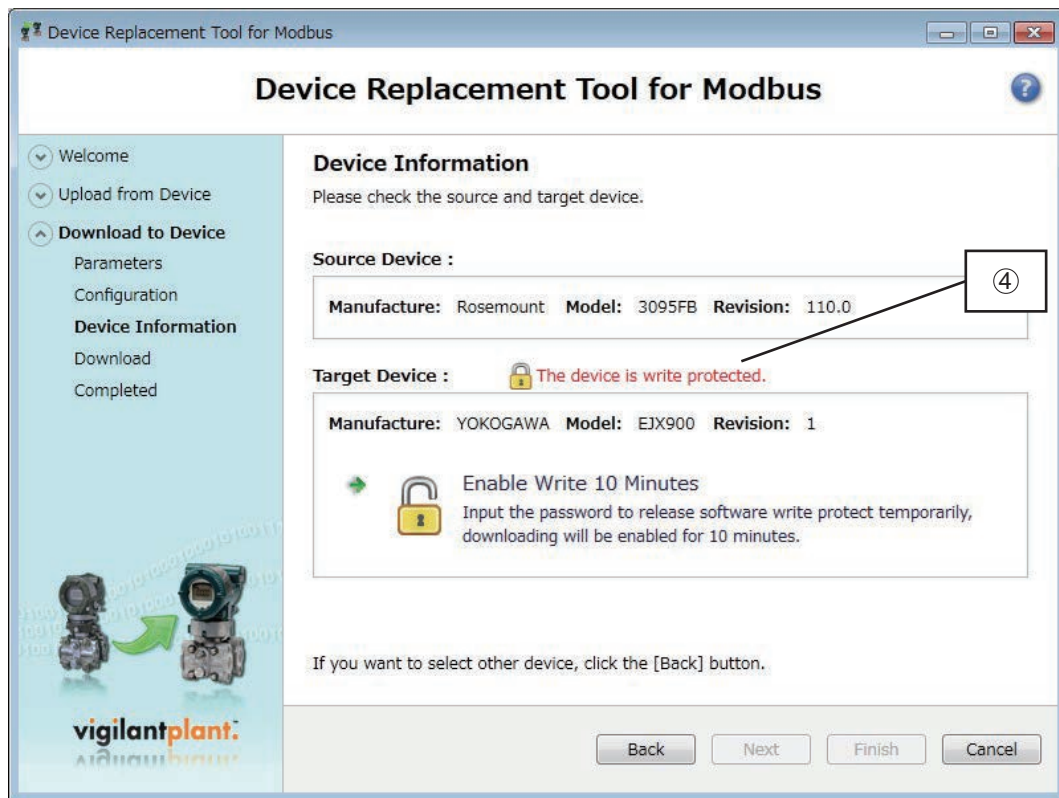 Device Replacement Tool for Modbus
Device Replacement Tool for Modbus
Welcome
Upload from Device
Download to Device
Parameters
Configuration
Device Information
Download
Completed
Device Information
Please check the source and target device.
Source Device :
Manufacture: Rosemount Model: 3095FB Revision: 110.0
④
Target Device : The device is write protected.
Manufacture: YOKOGAWA Model: EJX900 Revision: 1
Enable Write 10 Minutes
Input the password to release software write protect temporarily,
downloading will be enabled for 10 minutes.
If you want to select other device, click the [Back] button.
vigilantplant.
Back Next Finish Cancel